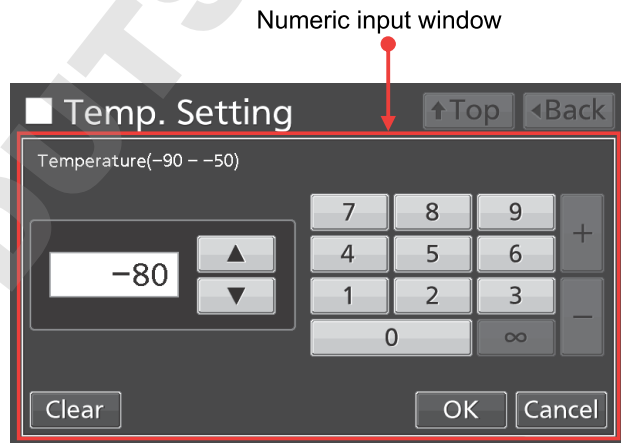 Numeric input window
Temp. Setting
Top
Back
Temperature(−90 – −50)
7 8 9 +
−80
▲
4 5 6
▼
1 2 3 −
0 ∞
Clear
OK
Cancel